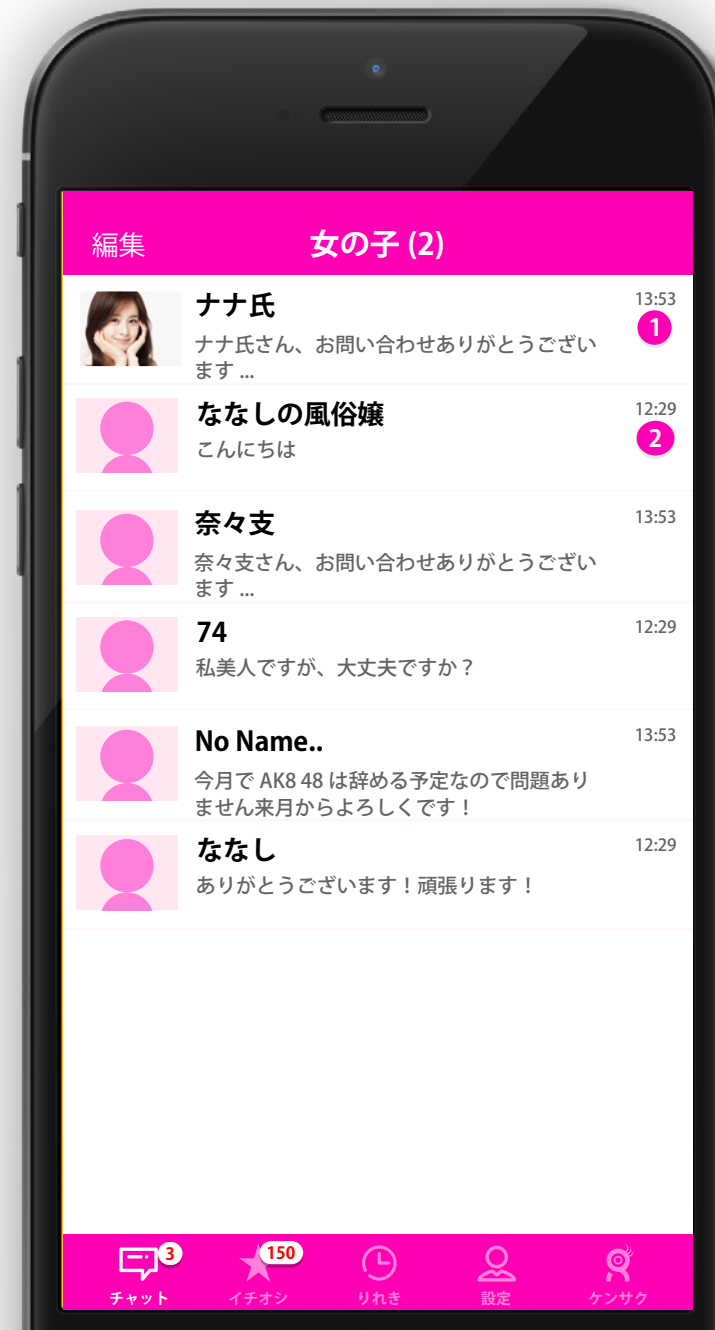 編集
女の子 (2)
ナナ氏
13:53
1
ナナ氏さん、お問い合わせありがとうござい
ます ...
ななしの風俗嬢
12:29
2
こんにちは
奈々支
13:53
奈々支さん、お問い合わせありがとうござい
ます ...
74
12:29
私美人ですが、大丈夫ですか？
No Name..
13:53
今月で AK8 48 は辞める予定なので問題あり
ません来月からよろしくです！
ななし
12:29
ありがとうございます！頑張ります！
3
150
チャット
イチオシ
りれき
設定
ケンサク